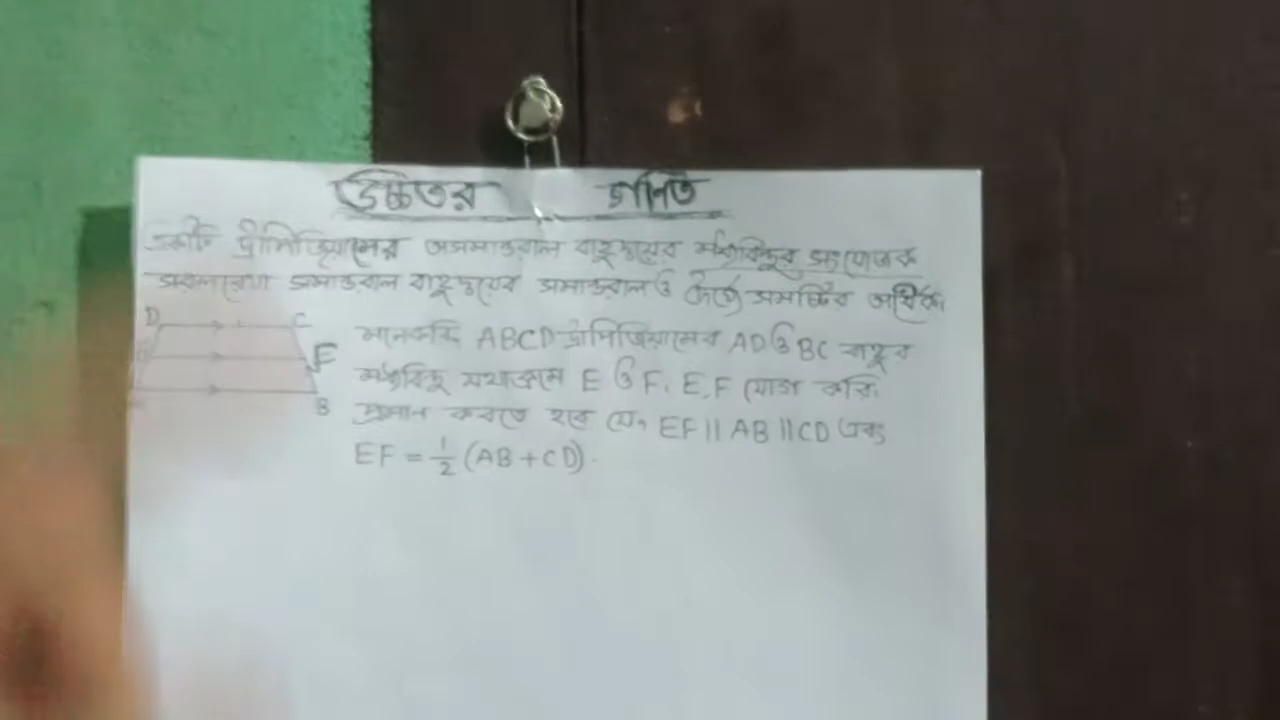 উচ্চতর গণিত
একটি ট্রাপিজিয়ামের অসমান্তরাল বাহুদ্বয়ের মধ্যবিন্দুর সংযোজক
সরলরেখা সমান্তরাল বাহুদ্বয়ের সমান্তরাল ও দৈর্ঘ্যে সমষ্টির অর্ধেক।
D C
F
B
মনেকরি ABCD ট্রাপিজিয়ামের AD ও BC বাহুর
মধ্যবিন্দু যথাক্রমে E ও F. E, F যোগ করি
প্রমান করতে হবে যে, EF || AB || CD এবং
EF = 1/2 (AB + CD).